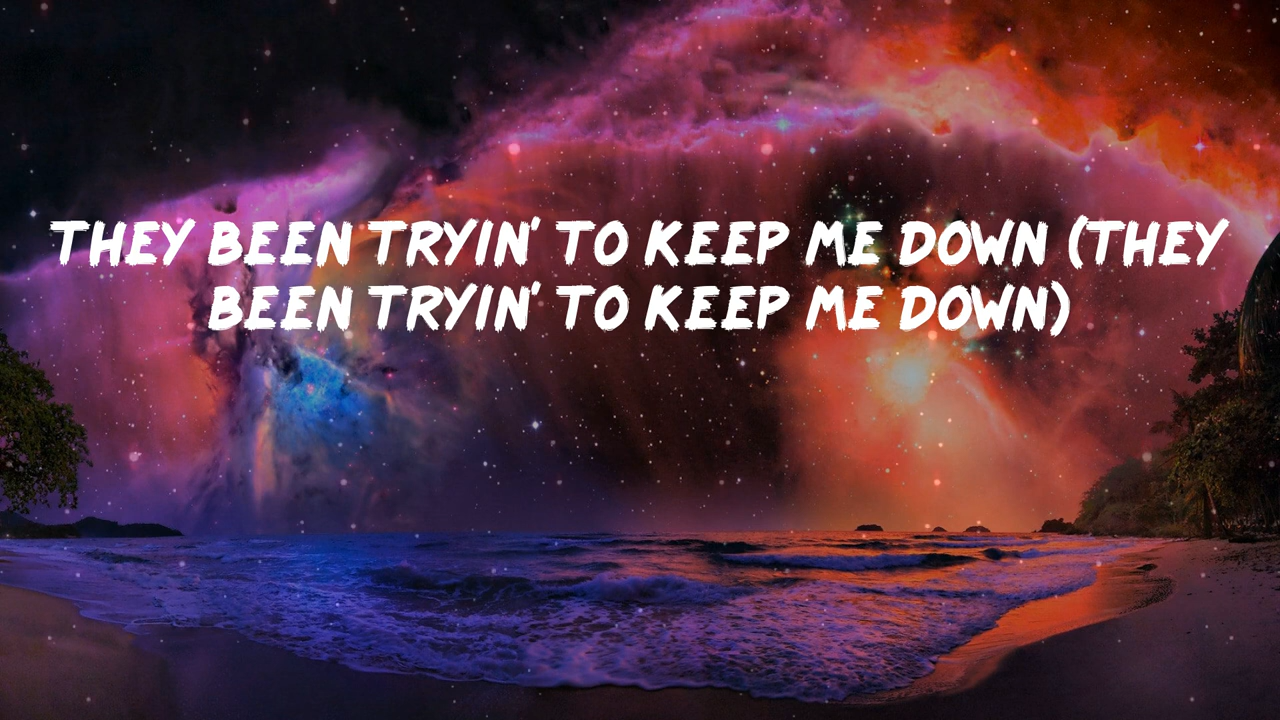 THEY BEEN TRYIN' TO KEEP ME DOWN (THEY
BEEN TRYIN' TO KEEP ME DOWN)